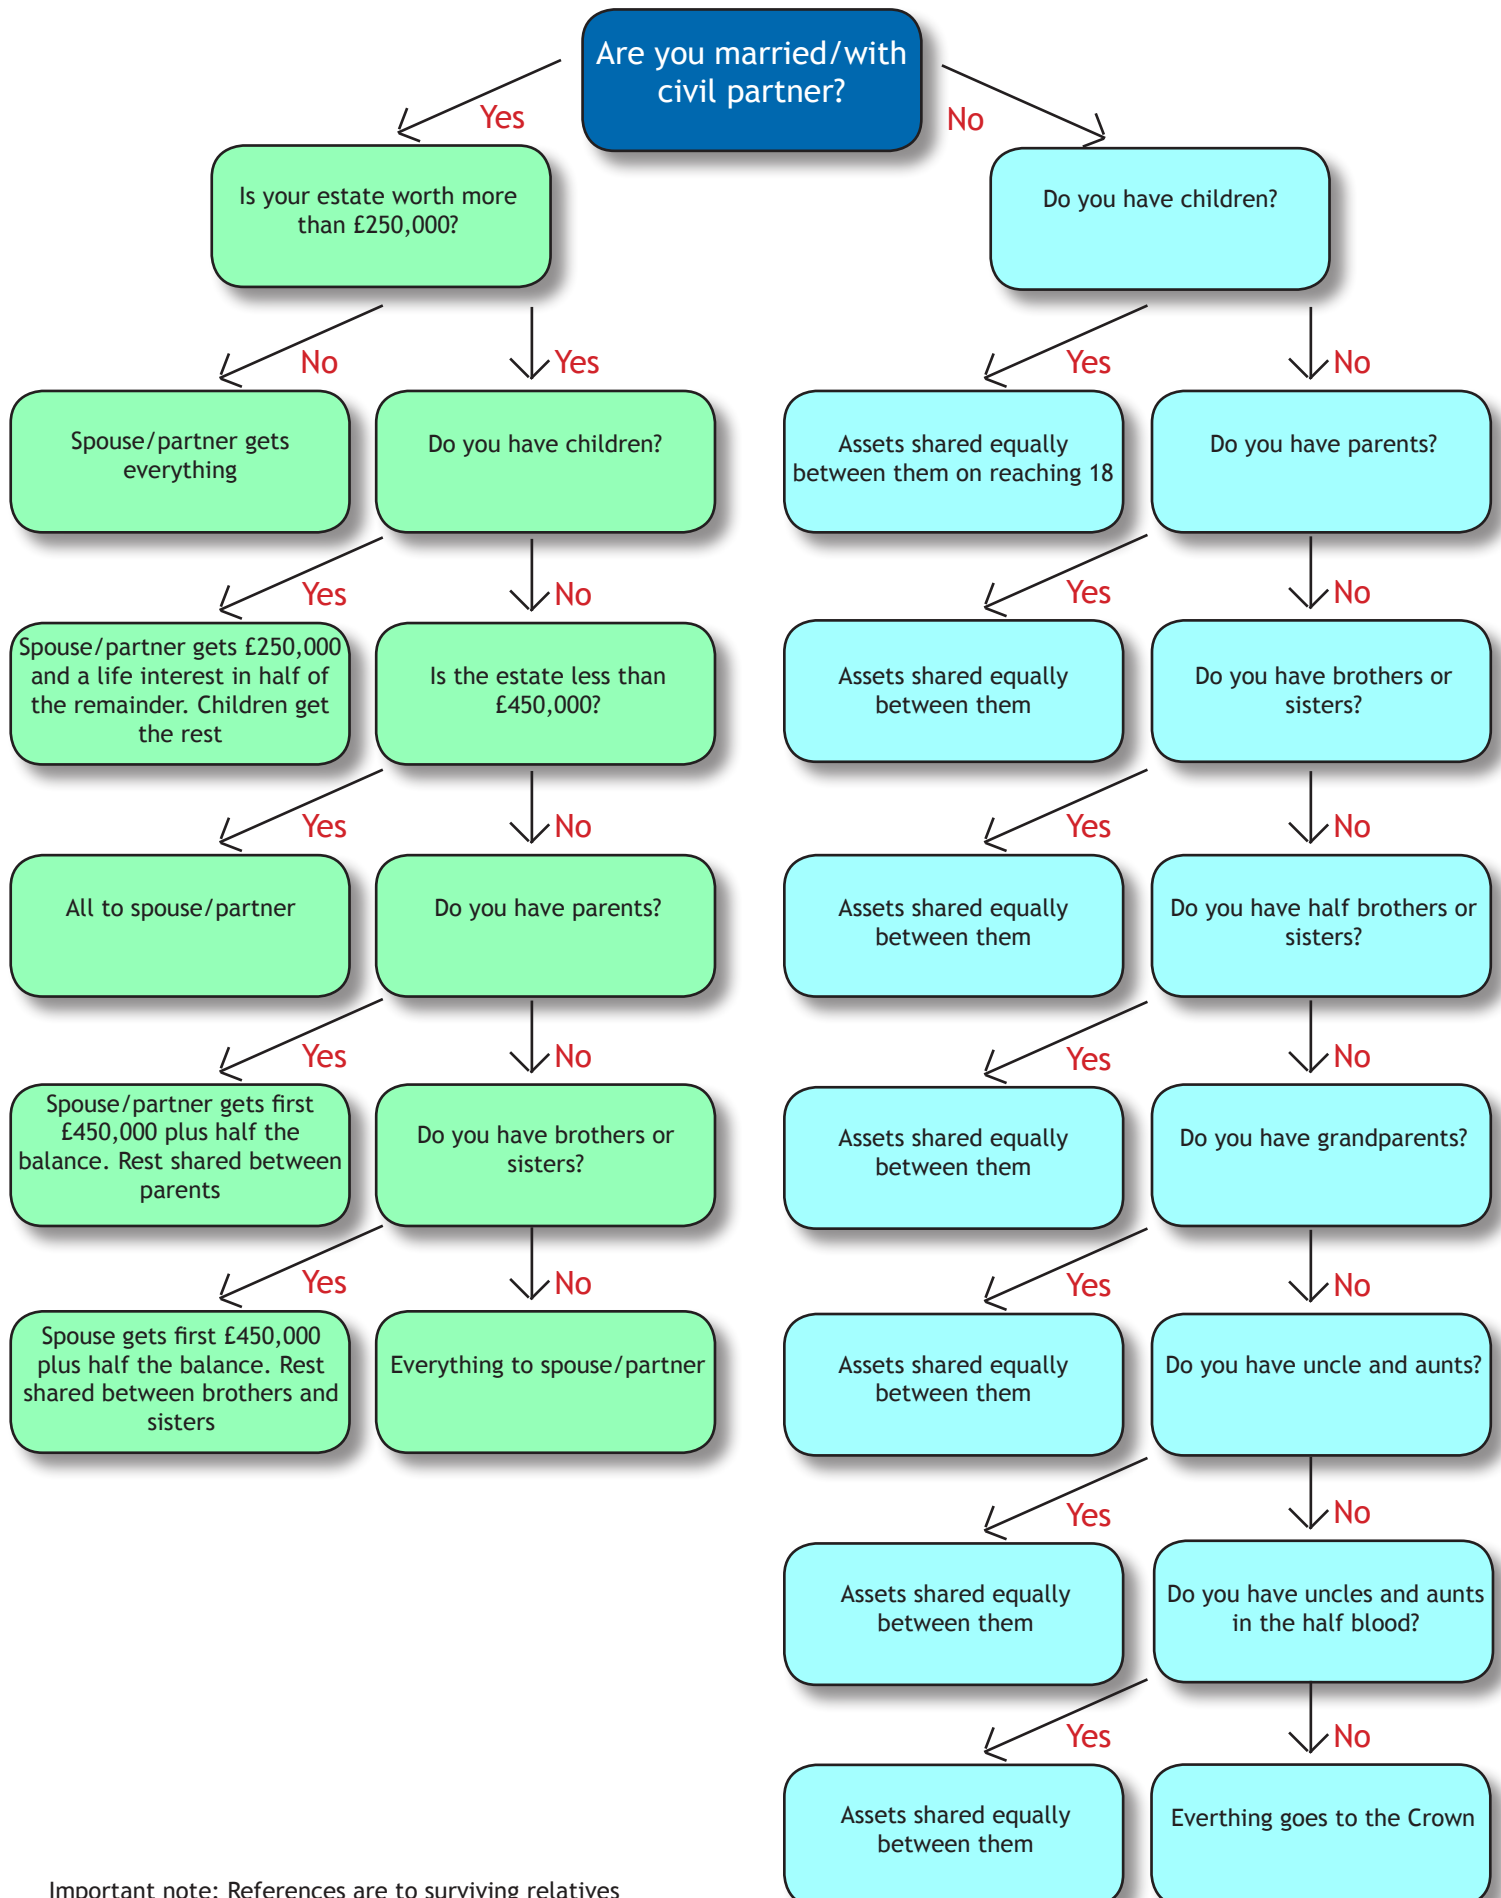 Are you married/with
civil partner?
Yes
No
Is your estate worth more
than £250,000?
Do you have children?
No
Yes
Yes
No
Spouse/partner gets
everything
Do you have children?
Assets shared equally
between them on reaching 18
Do you have parents?
Yes
No
Yes
No
Spouse/partner gets £250,000
and a life interest in half of
the remainder. Children get
the rest
Is the estate less than
£450,000?
Assets shared equally
between them
Do you have brothers or
sisters?
Yes
No
Yes
No
All to spouse/partner
Do you have parents?
Assets shared equally
between them
Do you have half brothers or
sisters?
Yes
No
Yes
No
Spouse/partner gets first
£450,000 plus half the
balance. Rest shared between
parents
Do you have brothers or
sisters?
Assets shared equally
between them
Do you have grandparents?
Yes
No
Yes
No
Spouse gets first £450,000
plus half the balance. Rest
shared between brothers and
sisters
Everything to spouse/partner
Assets shared equally
between them
Do you have uncle and aunts?
Yes
No
Assets shared equally
between them
Do you have uncles and aunts
in the half blood?
Yes
No
Assets shared equally
between them
Everthing goes to the Crown
Important note: References are to surviving relatives